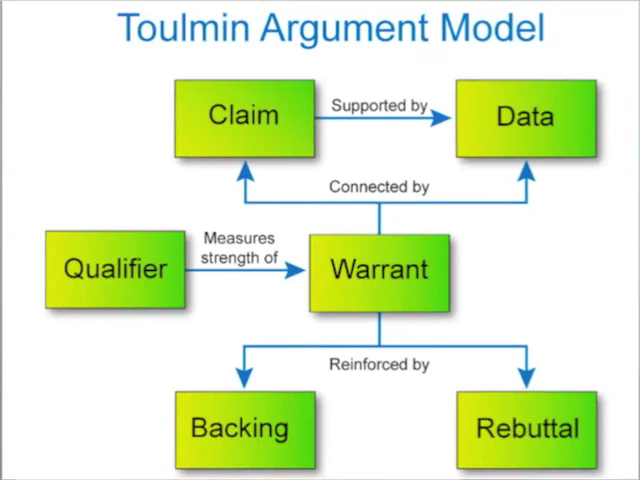 Toulmin Argument Model
Claim
Supported by
Data
Connected by
Qualifier
Measures
strength of
Warrant
Reinforced by
Backing
Rebuttal